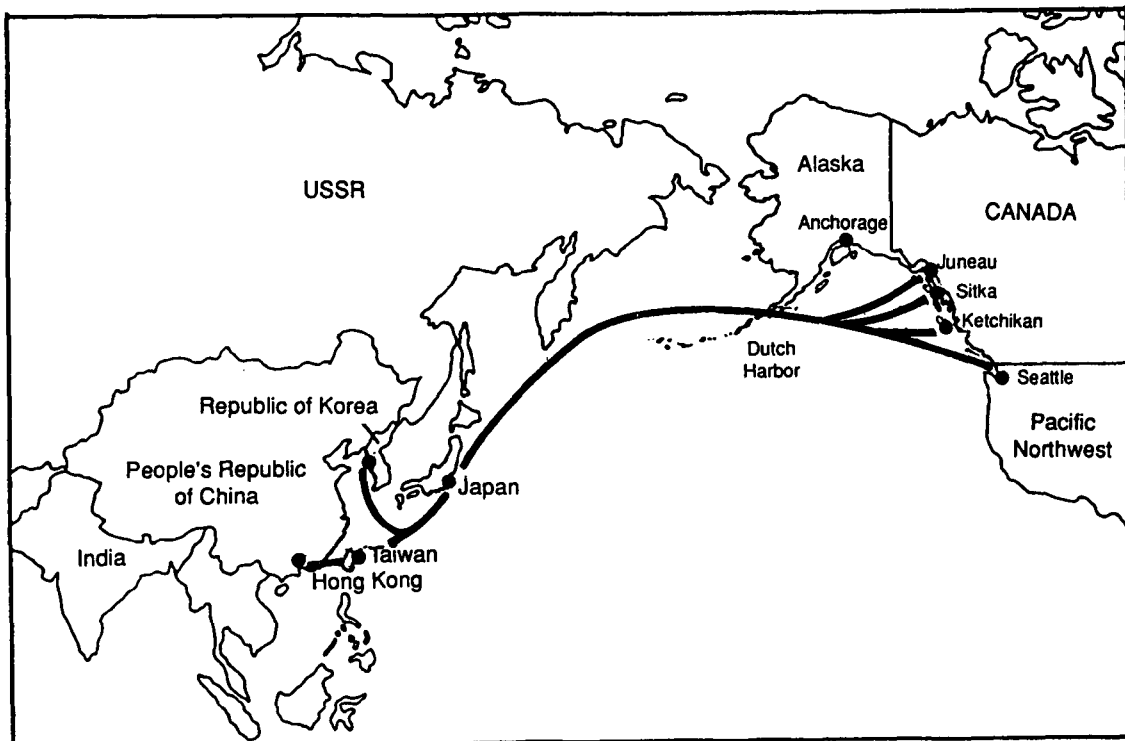 Alaska
USSR
CANADA
Anchorage
Juneau
Sitka
Ketchikan
Dutch
Harbor
Seattle
Republic of Korea
Pacific
Northwest
People's Republic
of China
Japan
India
Taiwan
Hong Kong